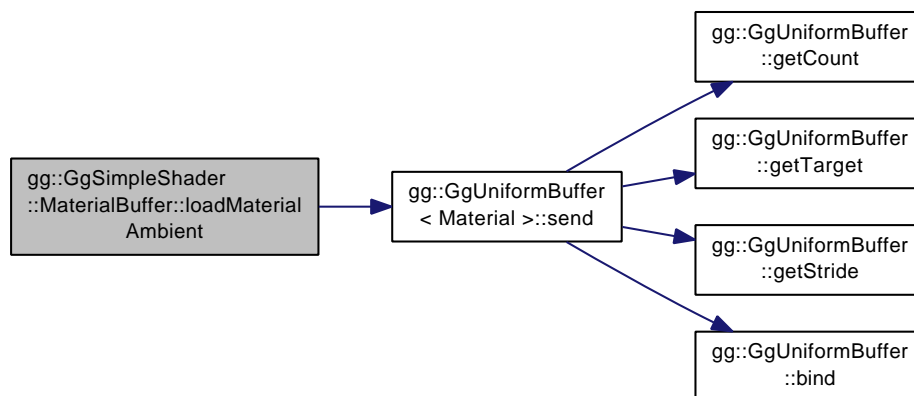 gg::GgSimpleShader
::MaterialBuffer::loadMaterial
Ambient
gg::GgUniformBuffer
< Material >::send
gg::GgUniformBuffer
::getCount
gg::GgUniformBuffer
::getTarget
gg::GgUniformBuffer
::getStride
gg::GgUniformBuffer
::bind